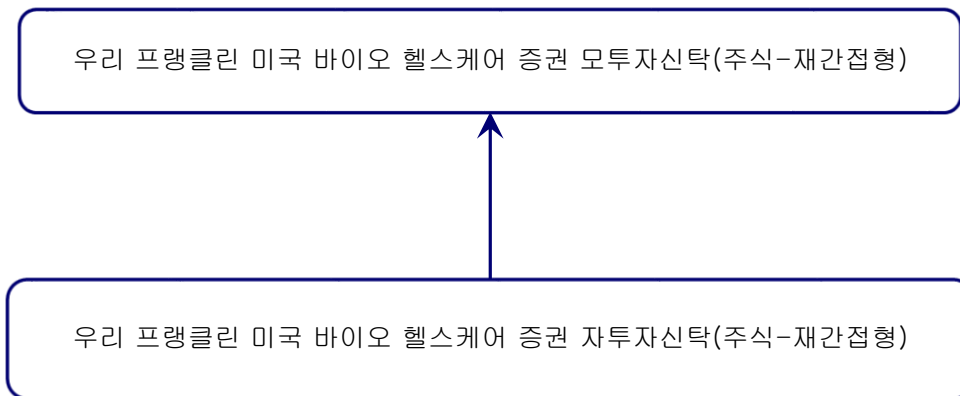 우리 프랭클린 미국 바이오 헬스케어 증권 모투자신탁(주식-재간접형)
우리 프랭클린 미국 바이오 헬스케어 증권 자투자신탁(주식-재간접형)